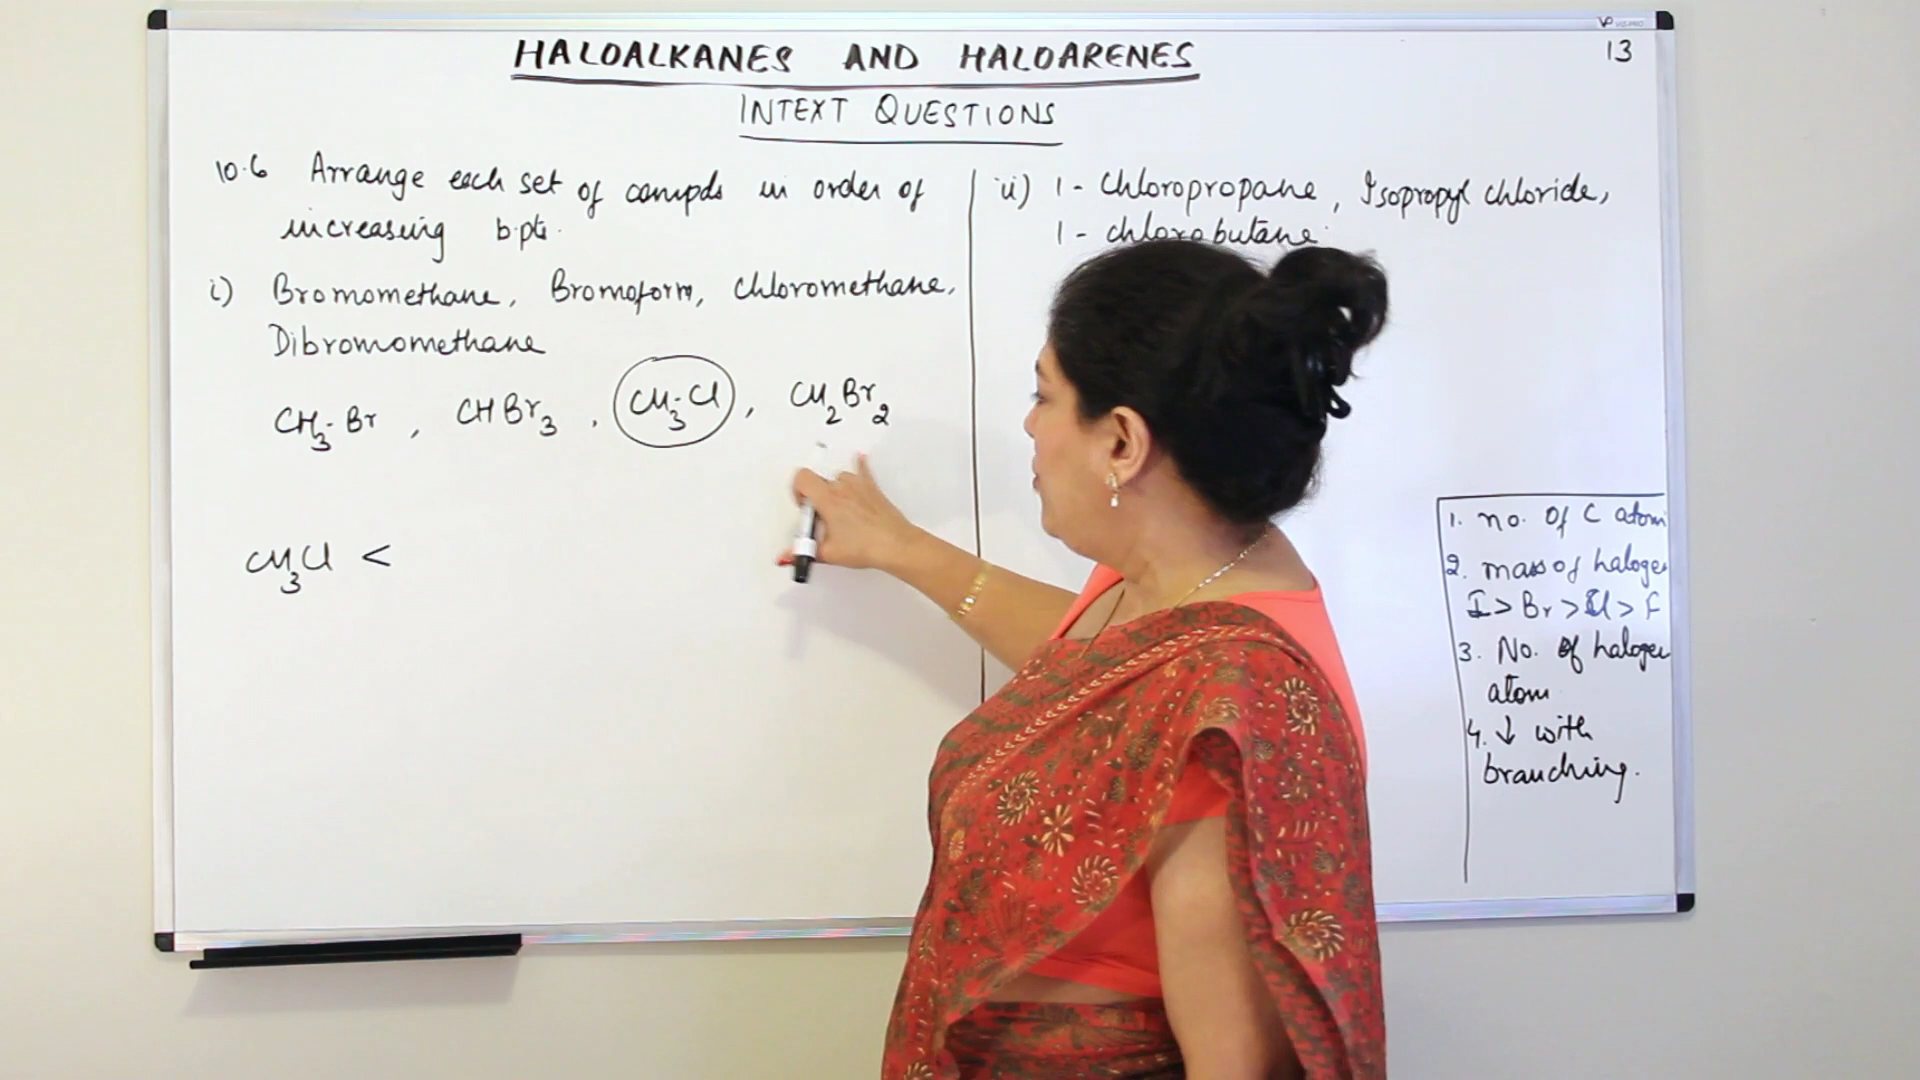 HALOALKANES AND HALOARENES
13
INTEXT QUESTIONS
10.6 Arrange each set of compds in order of
increasing b.pts.
i) Bromomethane, Bromoform, Chloromethane,
Dibromomethane
CH3-Br, CHBr3, CH3-Cl, CH2Br2
CH3Cl <
ii) 1-Chloropropane, Isopropyl chloride,
1-chlorobutane.
1. no. of C atom
2. mass of haloge
I > Br > Cl > F
3. No. of haloge
atom
4. ↓ with
branching.